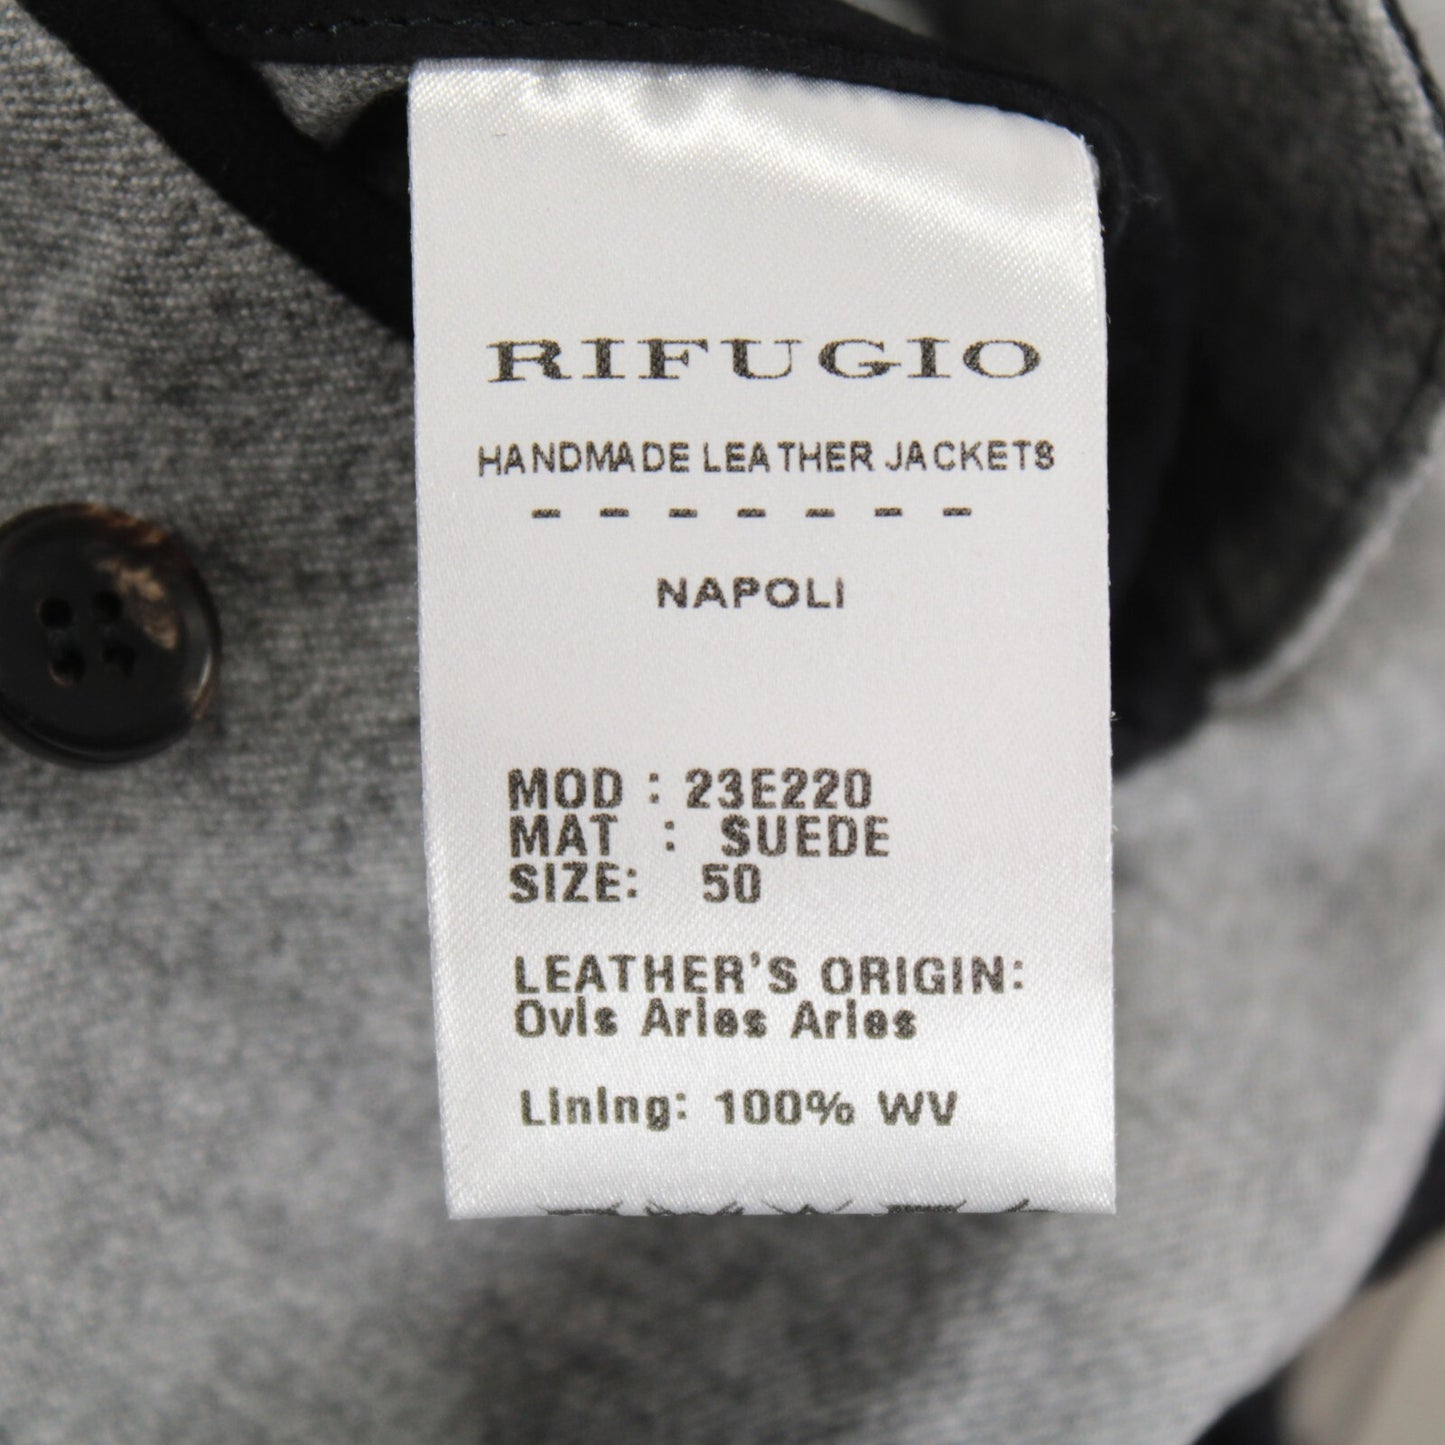 RIFUGIO
HANDMADE LEATHER JACKETS
- - - - - - -
NAPOLI
MOD : 23E220
MAT : SUEDE
SIZE: 50
LEATHER'S ORIGIN:
Ovis Aries Aries
Lining: 100% WV